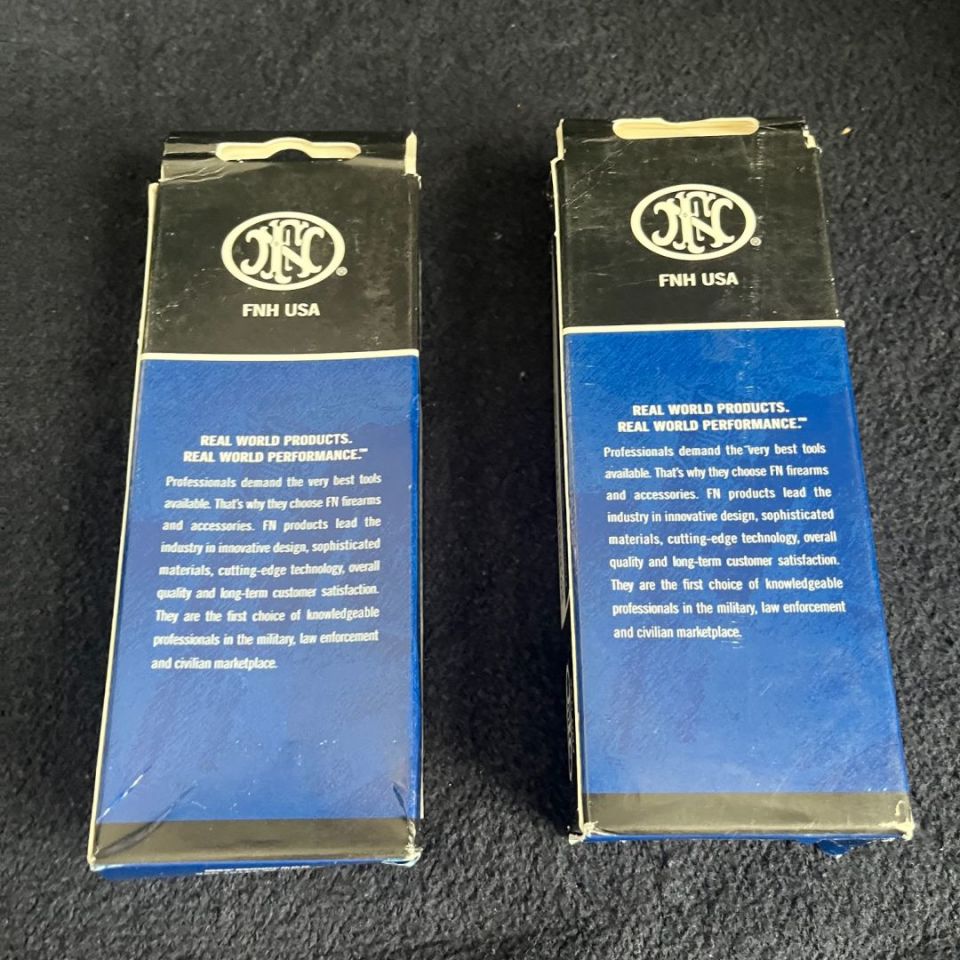 FN®
FNH USA
REAL WORLD PRODUCTS.
REAL WORLD PERFORMANCE.™
Professionals demand the very best tools
available. That's why they choose FN firearms
and accessories. FN products lead the
industry in innovative design, sophisticated
materials, cutting-edge technology, overall
quality and long-term customer satisfaction.
They are the first choice of knowledgeable
professionals in the military, law enforcement
and civilian marketplace.
FN®
FNH USA
REAL WORLD PRODUCTS.
REAL WORLD PERFORMANCE.™
Professionals demand the very best tools
available. That's why they choose FN firearms
and accessories. FN products lead the
industry in innovative design, sophisticated
materials, cutting-edge technology, overall
quality and long-term customer satisfaction.
They are the first choice of knowledgeable
professionals in the military, law enforcement
and civilian marketplace.